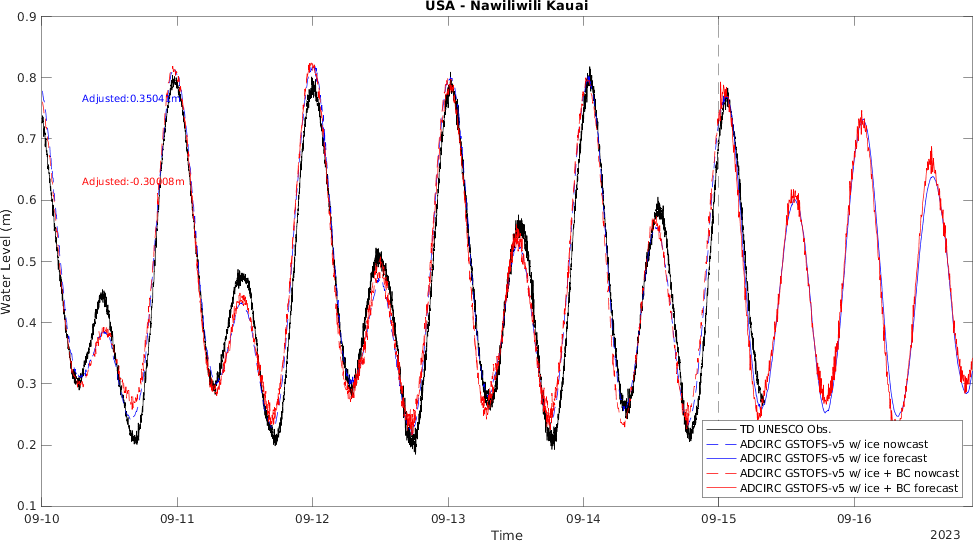 USA - Nawiliwili Kauai
0.9
0.8
0.7
0.6
0.5
0.4
0.3
0.2
0.1
Water Level (m)
Adjusted:-0.30008m
TD UNESCO Obs.
ADCIRC GSTOFS-v5 w/ ice nowcast
ADCIRC GSTOFS-v5 w/ ice forecast
ADCIRC GSTOFS-v5 w/ ice + BC nowcast
ADCIRC GSTOFS-v5 w/ ice + BC forecast
09-10
09-11
09-12
09-13
09-14
09-15
09-16
Time
2023